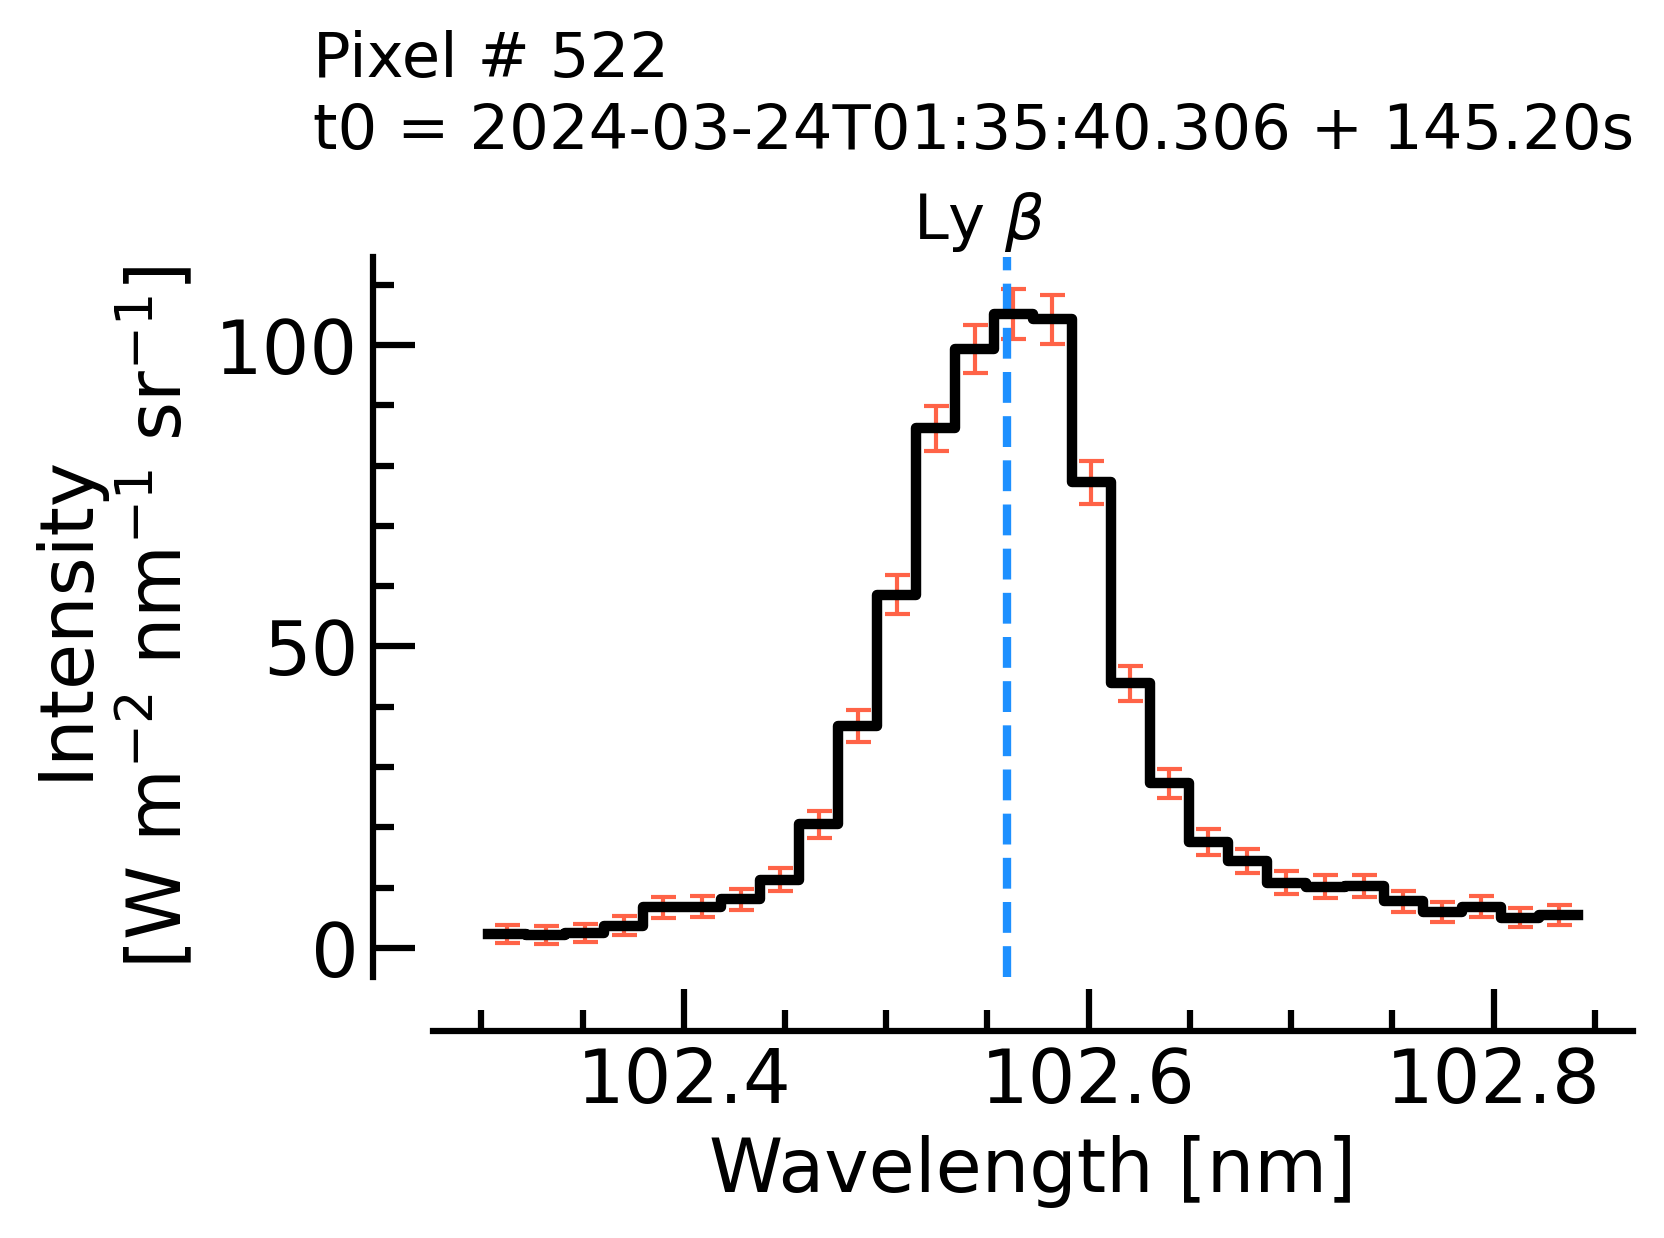 Pixel # 522
t0 = 2024-03-24T01:35:40.306 + 145.20s
Ly β
Intensity
[W m⁻² nm⁻¹ sr⁻¹]
100
50
0
102.4 102.6 102.8
Wavelength [nm]